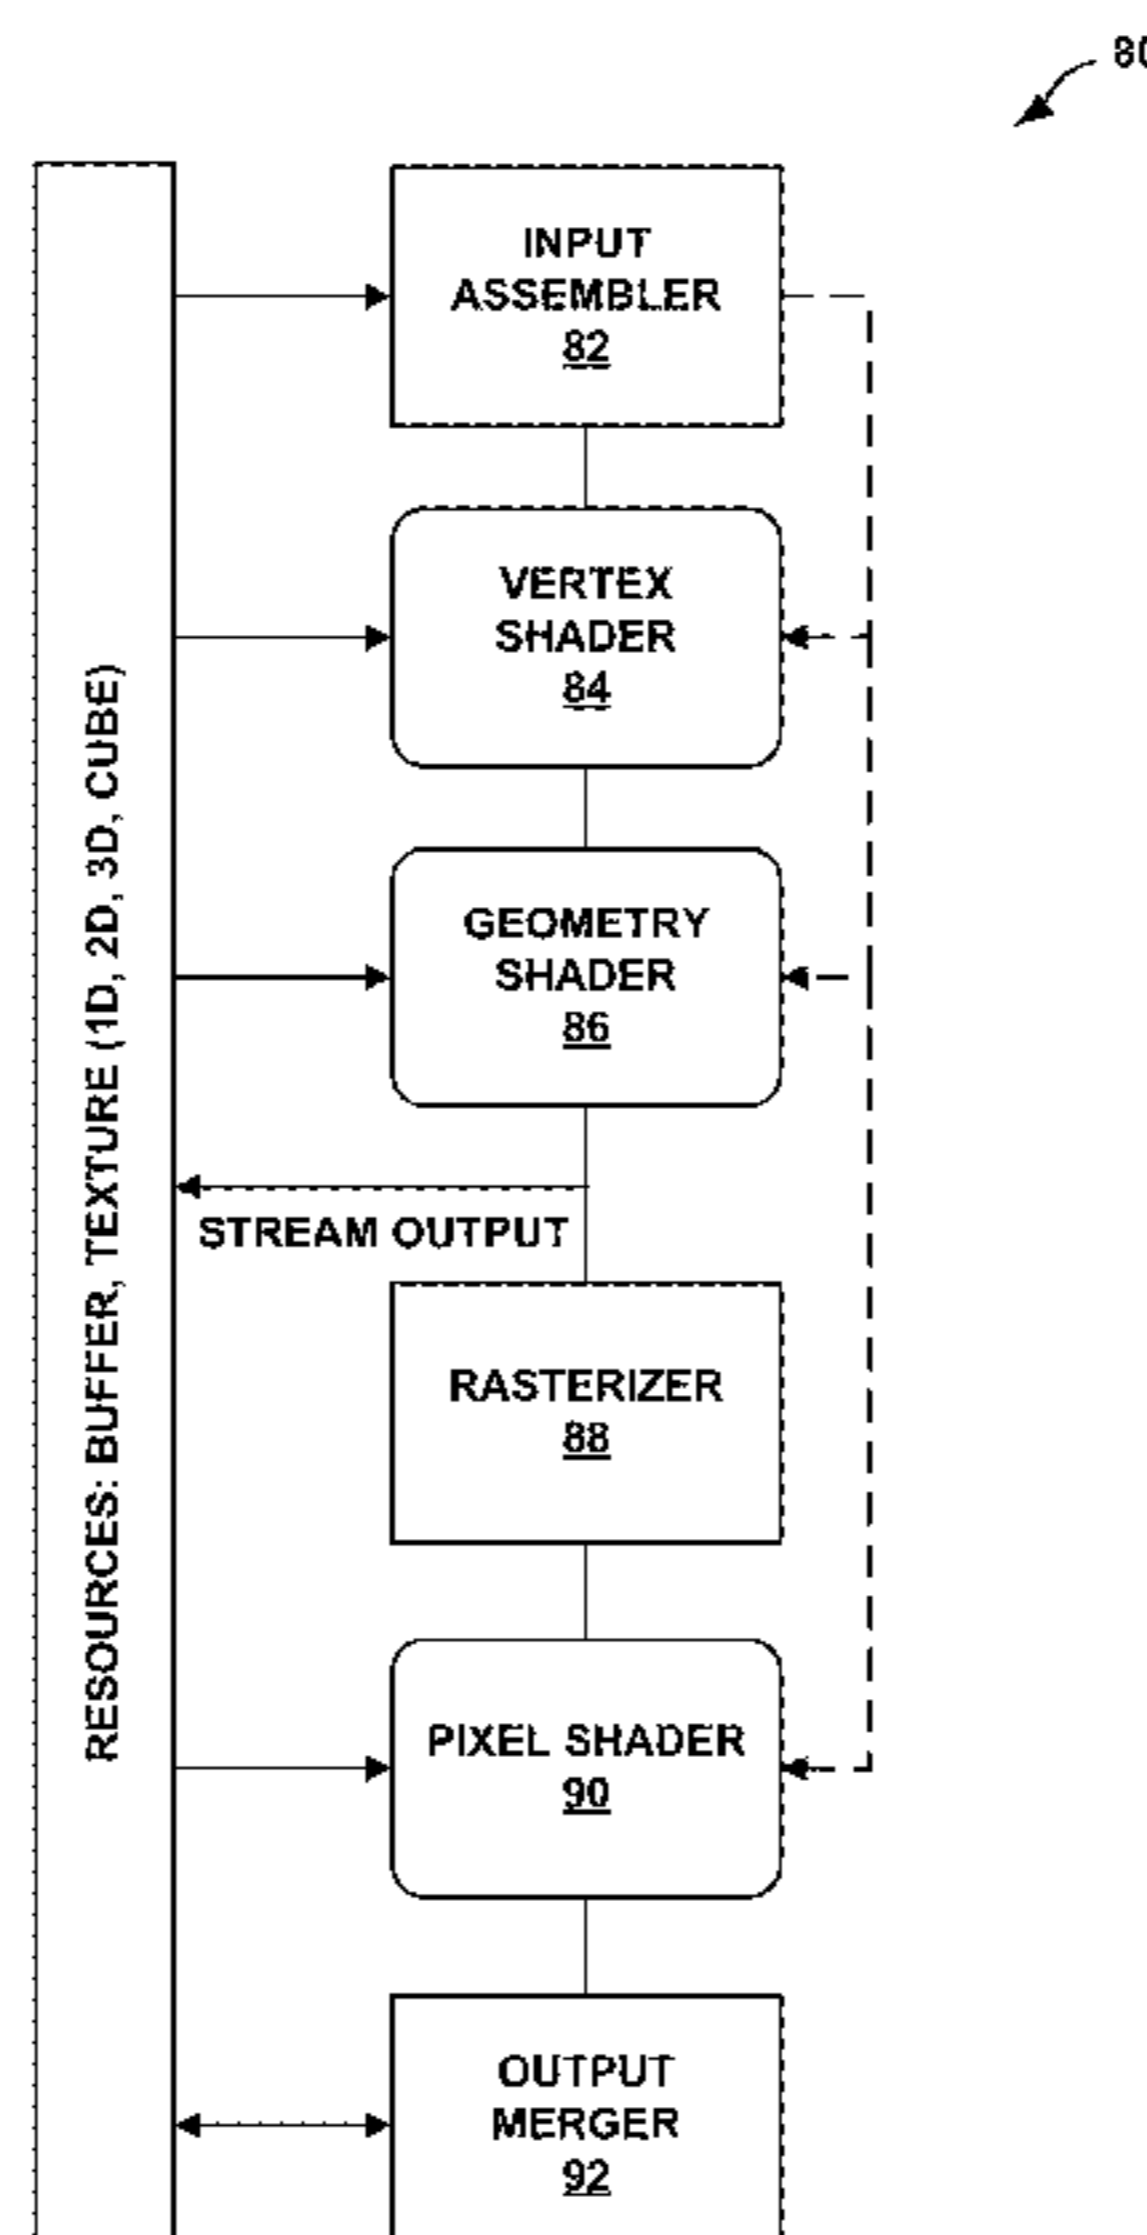 80
INPUT
ASSEMBLER
82
VERTEX
SHADER
84
GEOMETRY
SHADER
86
STREAM OUTPUT
RASTERIZER
88
PIXEL SHADER
90
OUTPUT
MERGER
92
RESOURCES: BUFFER, TEXTURE (1D, 2D, 3D, CUBE)